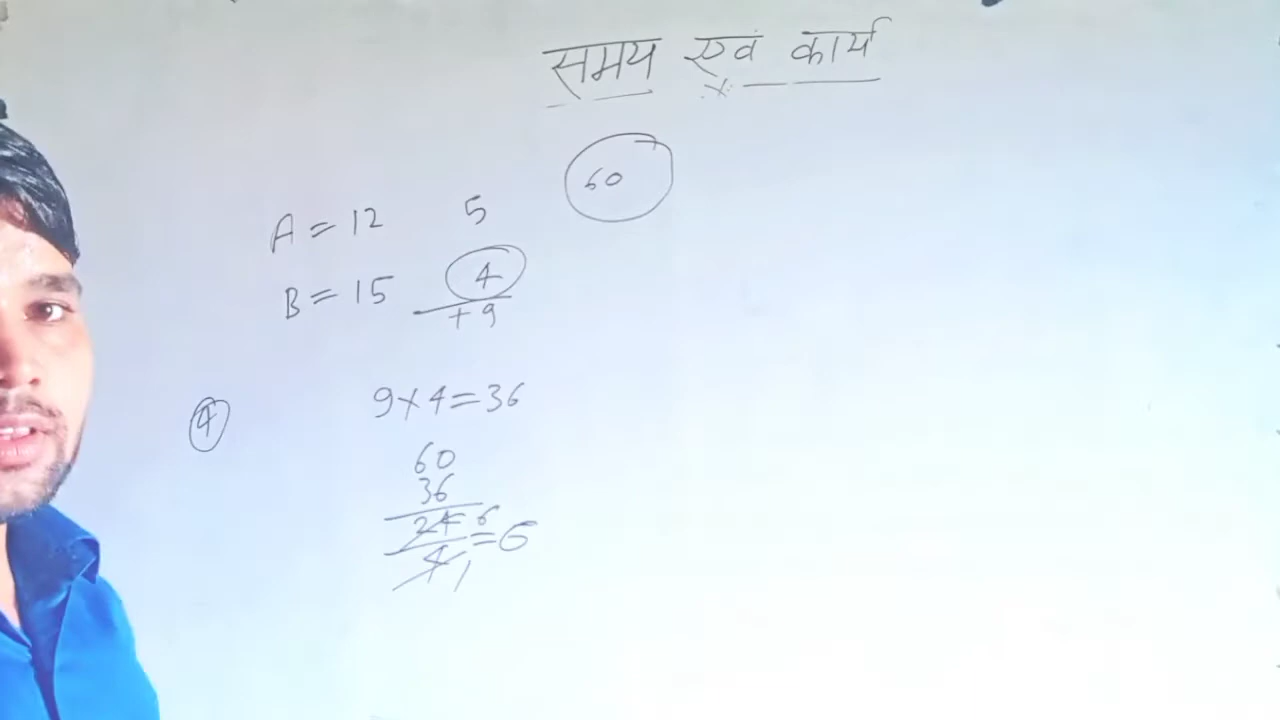 समय एवं कार्य
60
A = 12 5
B = 15 4
+ 9
4
9 × 4 = 36
60
36
24 6
= 6
4 1